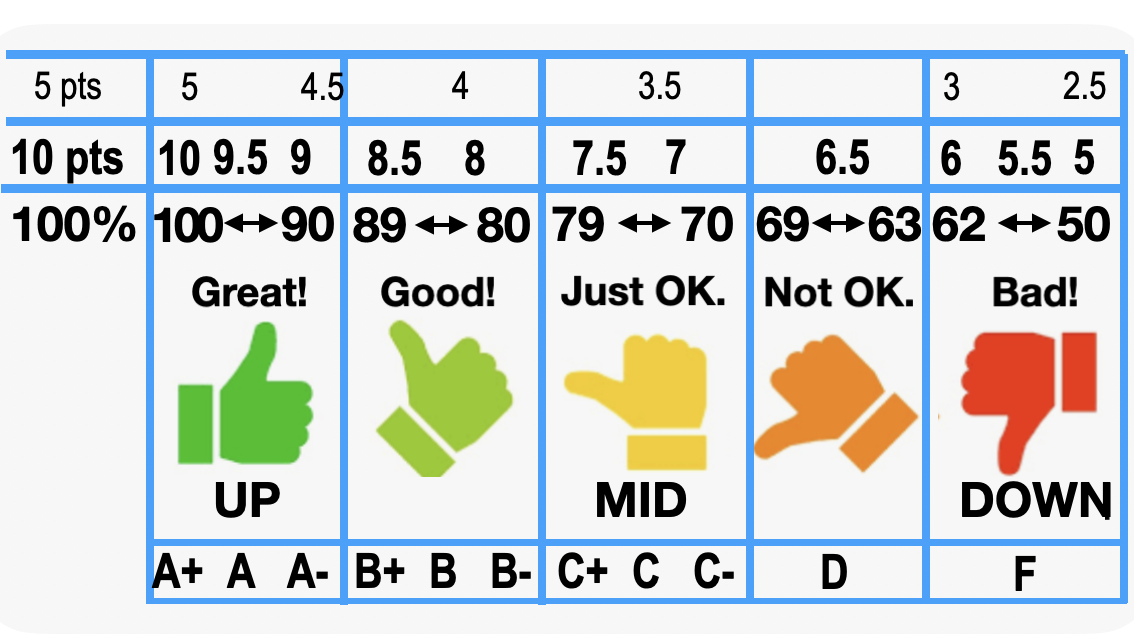 5 pts 5 4.5 4 3.5 3 2.5
10 pts 10 9.5 9 8.5 8 7.5 7 6.5 6 5.5 5
100% 100↔90 89↔80 79↔70 69↔63 62↔50
Great! Good! Just OK. Not OK. Bad!
UP MID DOWN
A+ A A- B+ B B- C+ C C- D F